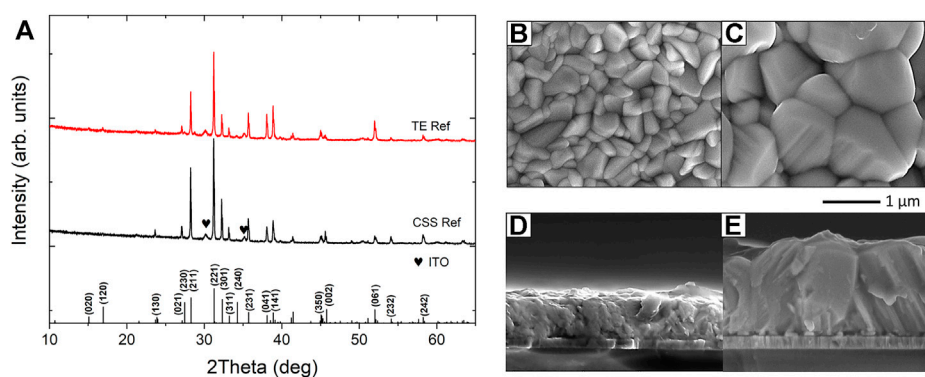 A
Intensity (arb. units)
TE Ref
CSS Ref
♥ ITO
(020)
(120)
(130)
(021)
(230)
(211)
(221)
(301)
(311)
(240)
(231)
(041)
(141)
(350)
(002)
(061)
(232)
(242)
10 20 30 40 50 60
2Theta (deg)
B
C
1 μm
D
E